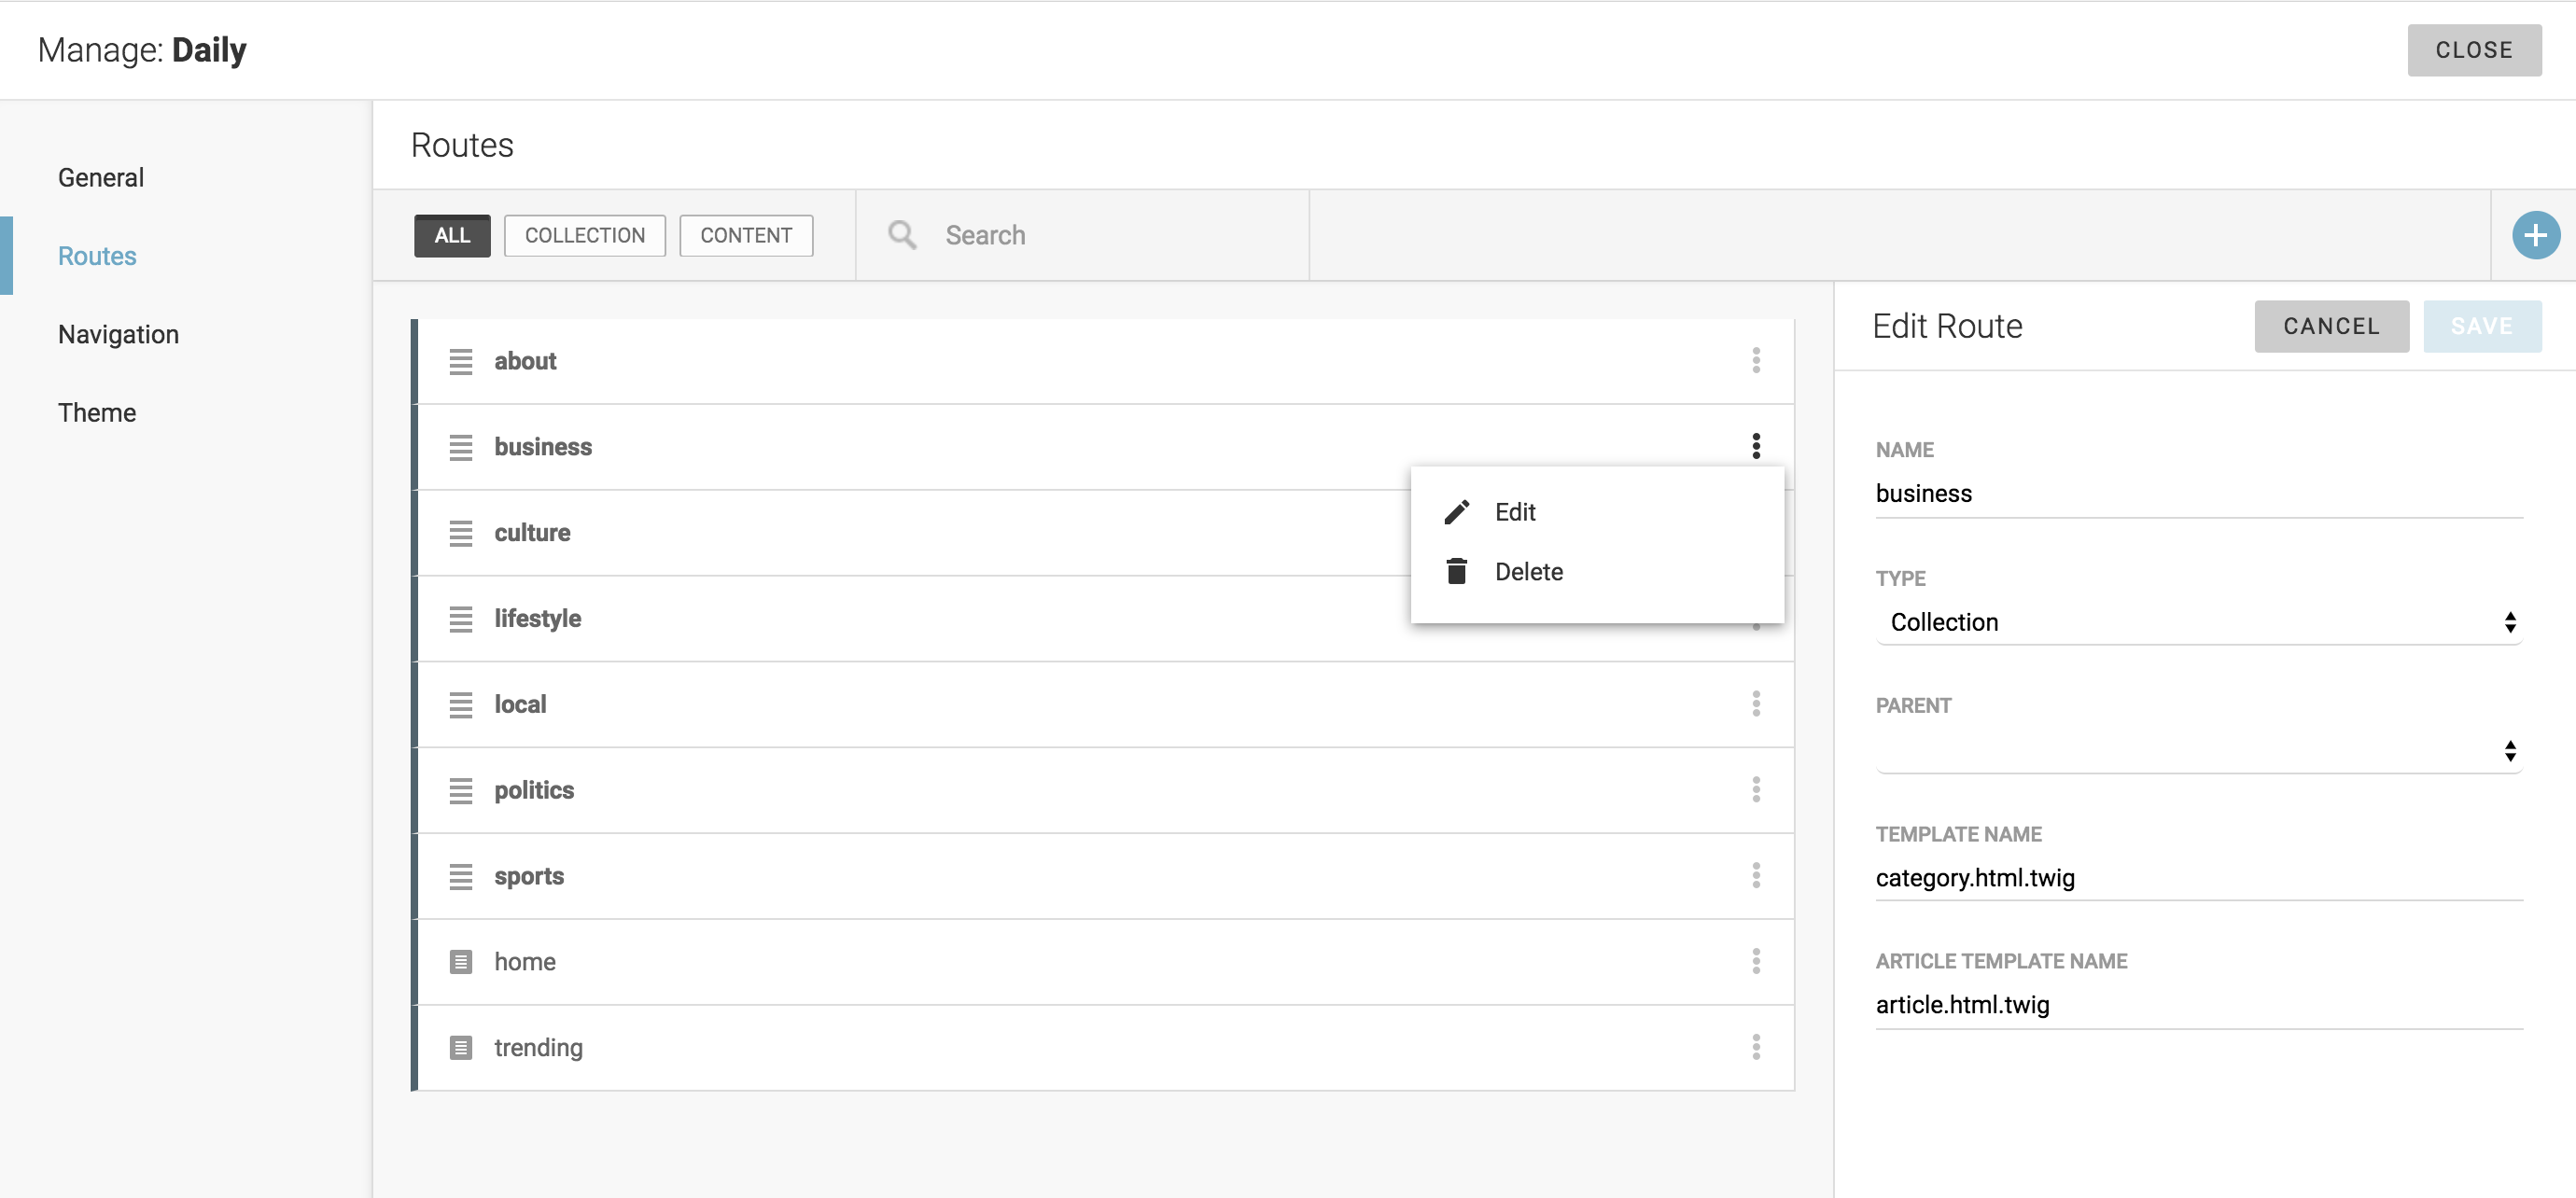 Manage: Daily
CLOSE
General
Routes
Navigation
Theme
Routes
ALL
COLLECTION
CONTENT
Search
about
business
culture
lifestyle
local
politics
sports
home
trending
Edit
Delete
Edit Route
CANCEL
SAVE
NAME
business
TYPE
Collection
PARENT
TEMPLATE NAME
category.html.twig
ARTICLE TEMPLATE NAME
article.html.twig